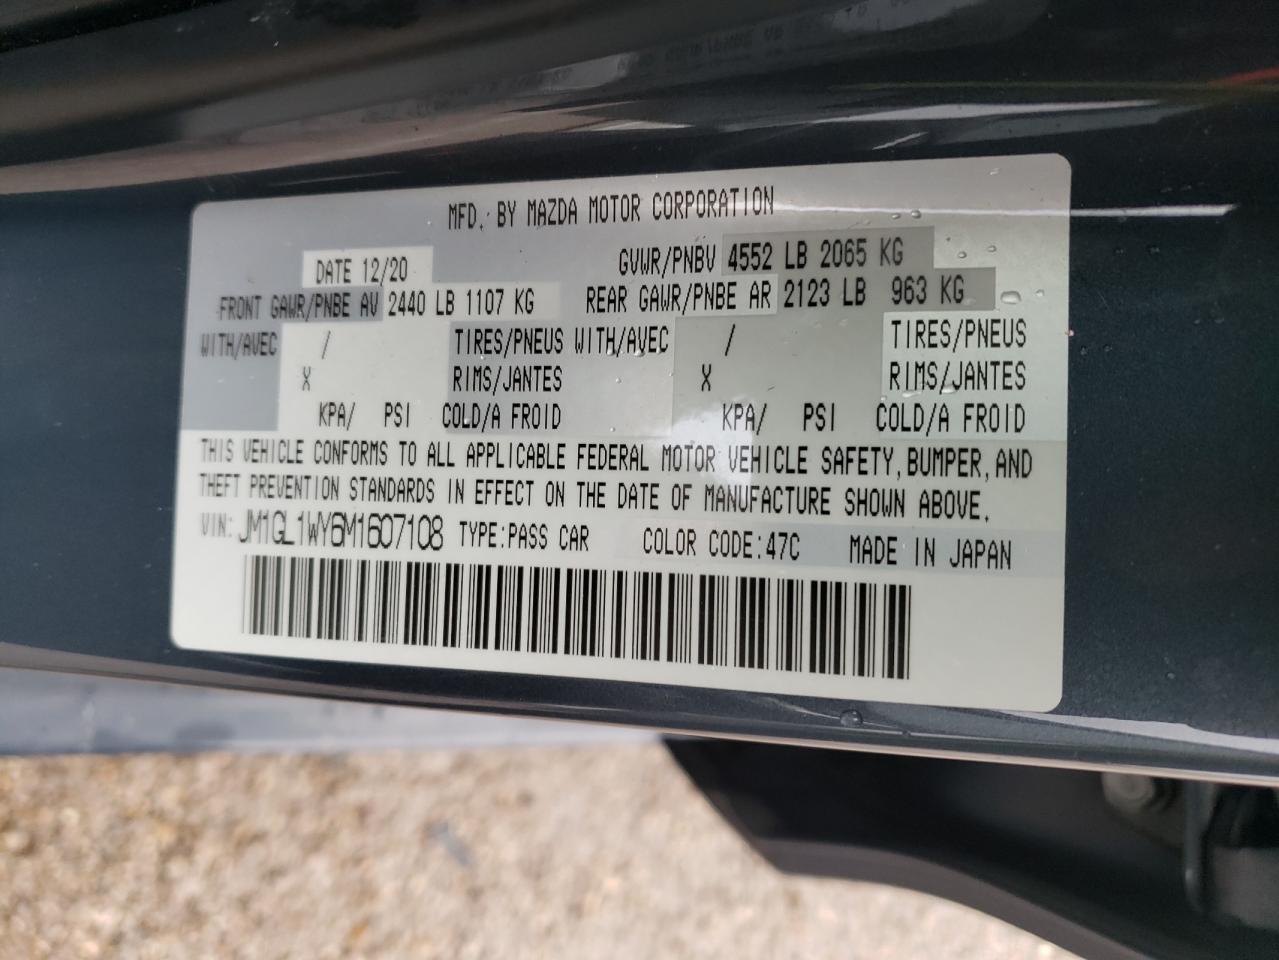 MFD. BY MAZDA MOTOR CORPORATION
DATE 12/20 GVWR/PNBV 4552 LB 2065 KG
FRONT GAWR/PNBE AV 2440 LB 1107 KG REAR GAWR/PNBE AR 2123 LB 963 KG
WITH/AVEC / TIRES/PNEUS WITH/AVEC / TIRES/PNEUS
X RIMS/JANTES X RIMS/JANTES
KPA/ PSI COLD/A FROID KPA/ PSI COLD/A FROID
THIS VEHICLE CONFORMS TO ALL APPLICABLE FEDERAL MOTOR VEHICLE SAFETY, BUMPER, AND
THEFT PREVENTION STANDARDS IN EFFECT ON THE DATE OF MANUFACTURE SHOWN ABOVE.
VIN: JM1GL1WY6M1607108 TYPE:PASS CAR COLOR CODE:47C MADE IN JAPAN